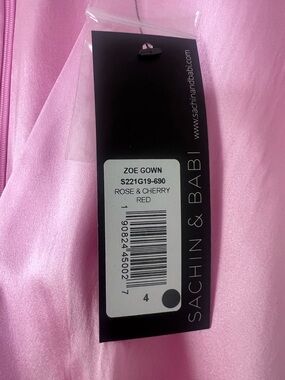 ZOE GOWN
S221G19-690
ROSE & CHERRY
RED
1 90824 45002 7
4
SACHIN & BABI
www.sachinandbabi.com